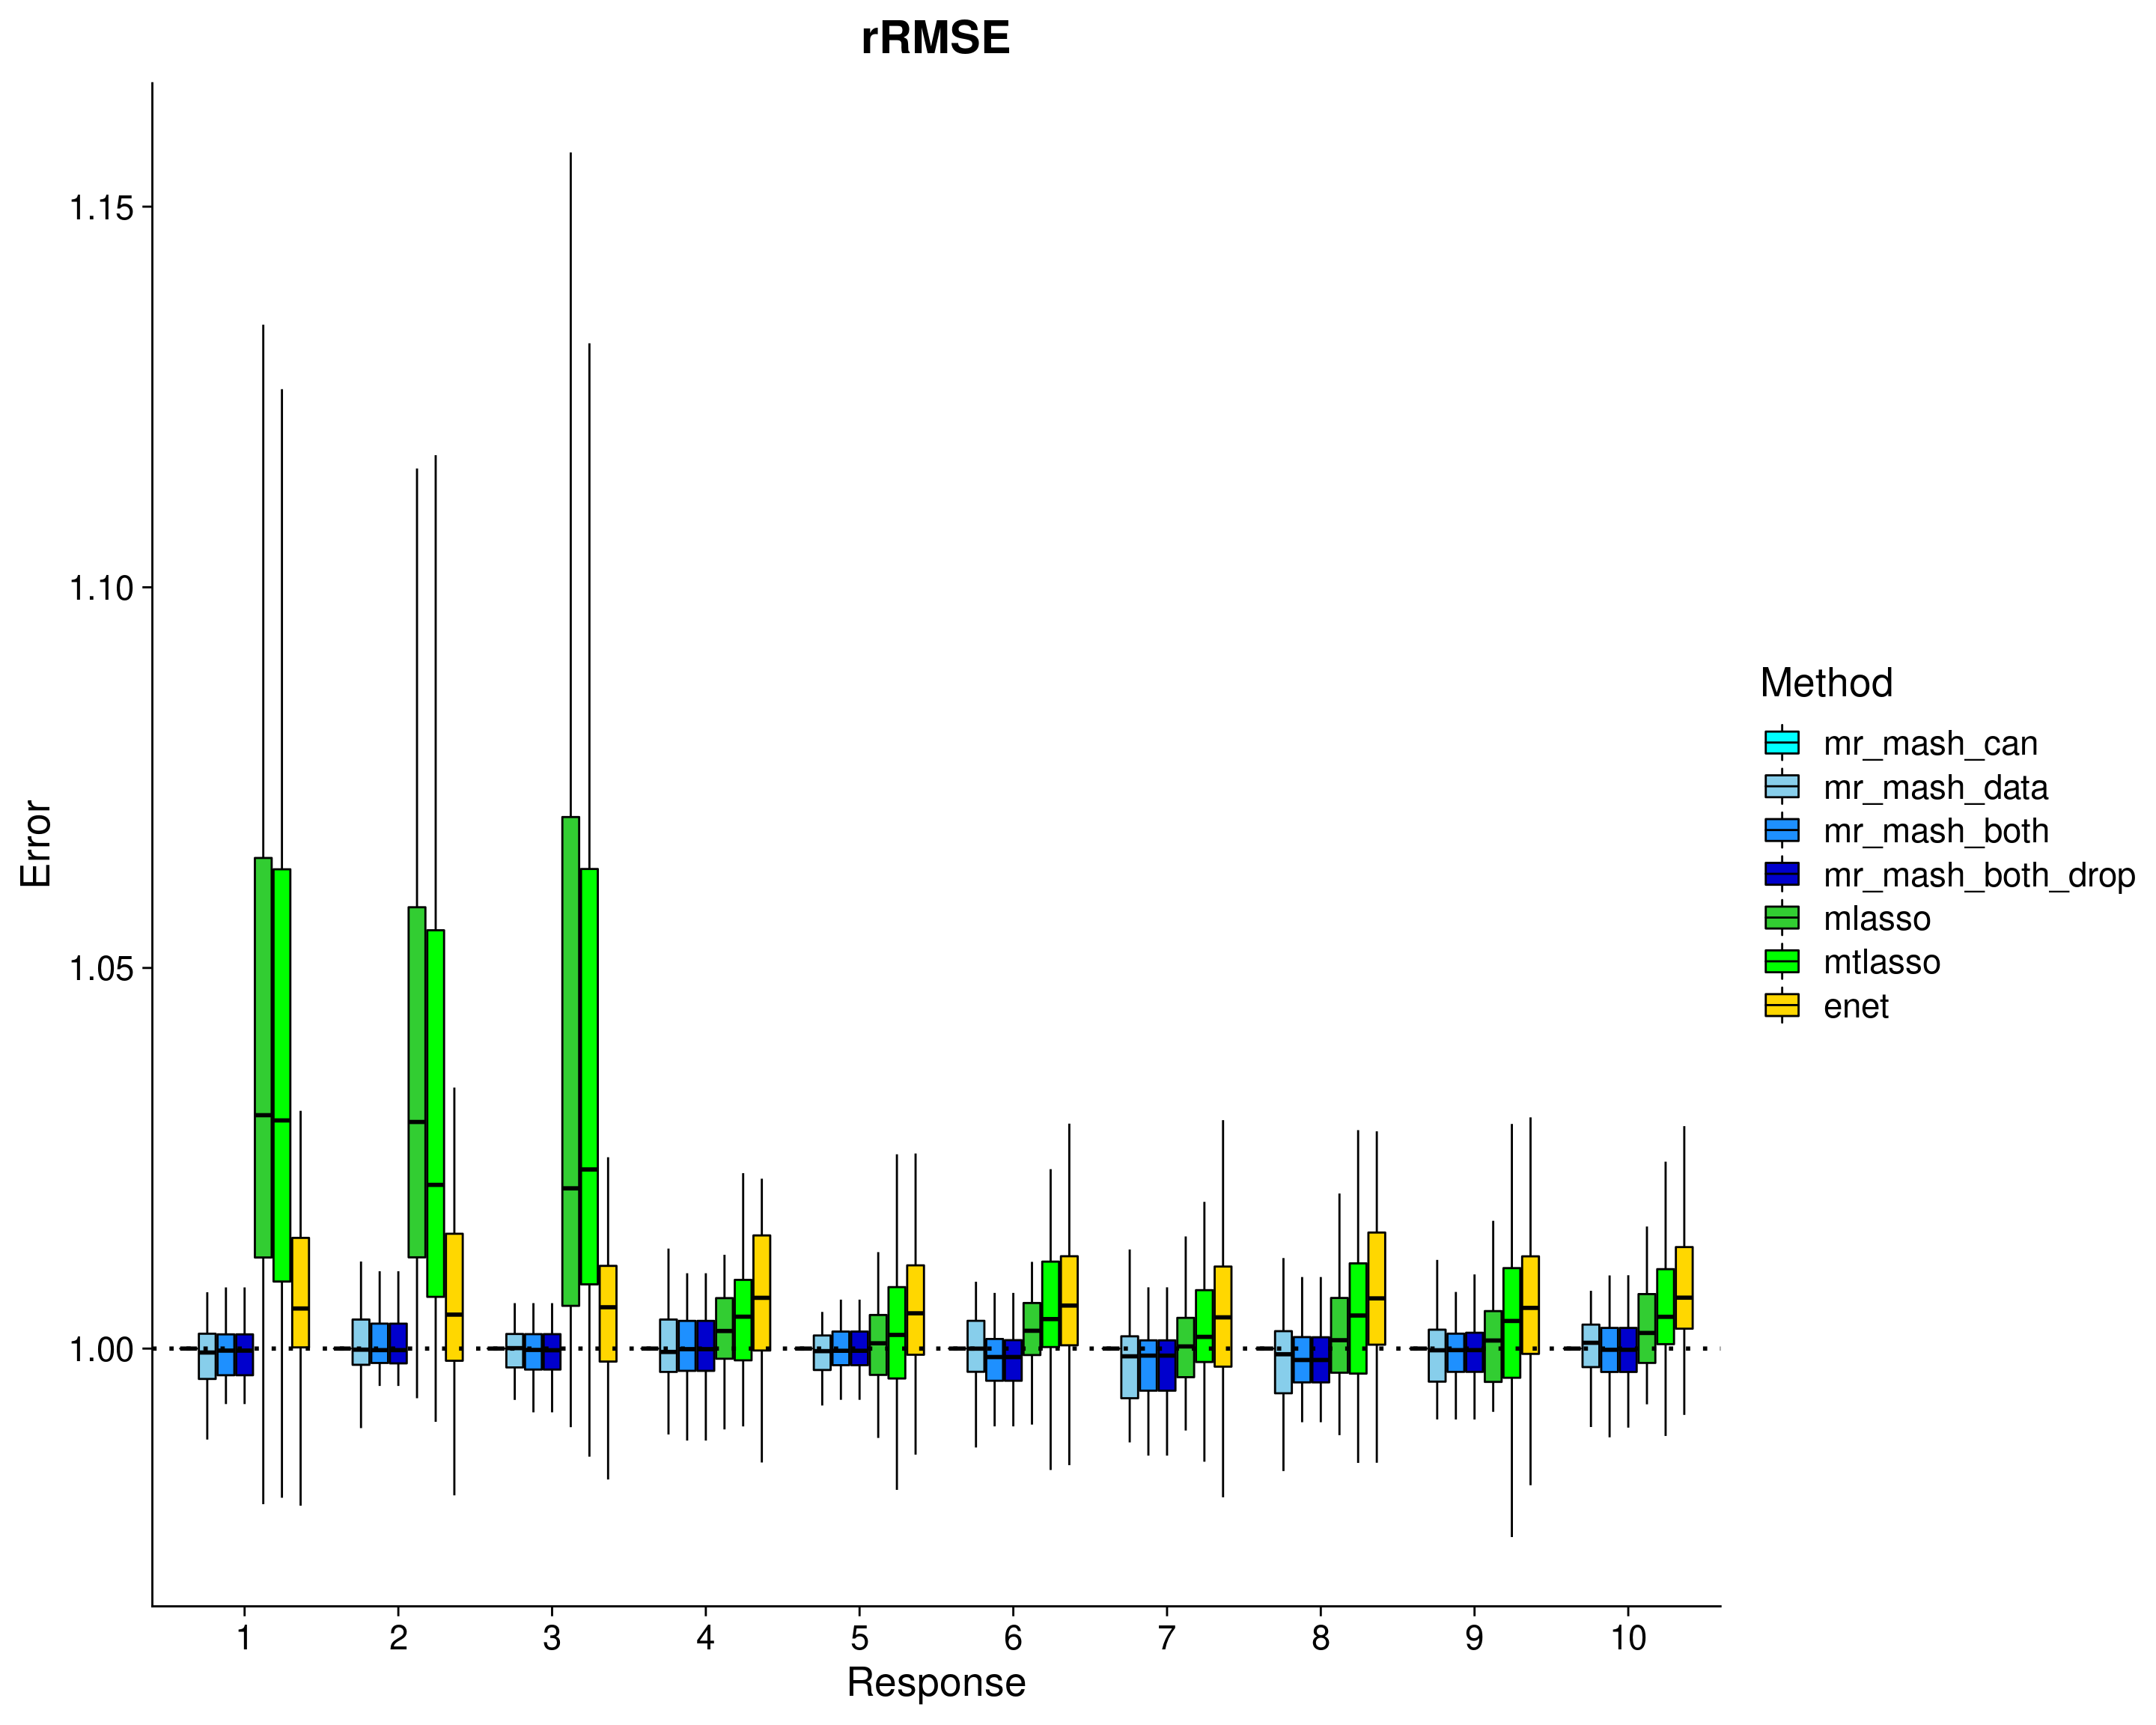 rRMSE
Error
1.15
1.10
1.05
1.00
1 2 3 4 5 6 7 8 9 10
Response
Method
mr_mash_can
mr_mash_data
mr_mash_both
mr_mash_both_drop
mlasso
mtlasso
enet